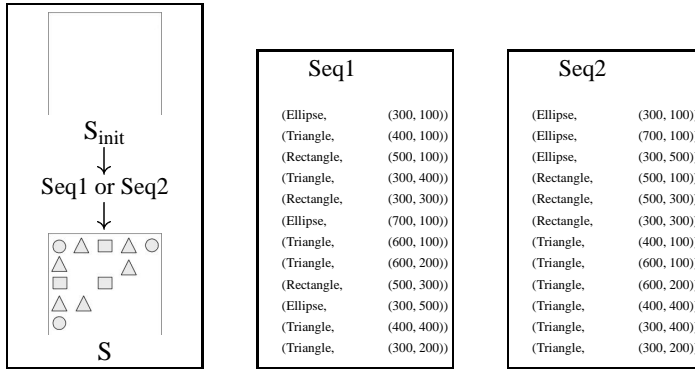 S_init
Seq1 or Seq2
S
Seq1
(Ellipse, (300, 100))
(Triangle, (400, 100))
(Rectangle, (500, 100))
(Triangle, (300, 400))
(Rectangle, (300, 300))
(Ellipse, (700, 100))
(Triangle, (600, 100))
(Triangle, (600, 200))
(Rectangle, (500, 300))
(Ellipse, (300, 500))
(Triangle, (400, 400))
(Triangle, (300, 200))
Seq2
(Ellipse, (300, 100))
(Ellipse, (700, 100))
(Ellipse, (300, 500))
(Rectangle, (500, 100))
(Rectangle, (500, 300))
(Rectangle, (300, 300))
(Triangle, (400, 100))
(Triangle, (600, 100))
(Triangle, (600, 200))
(Triangle, (400, 400))
(Triangle, (300, 400))
(Triangle, (300, 200))